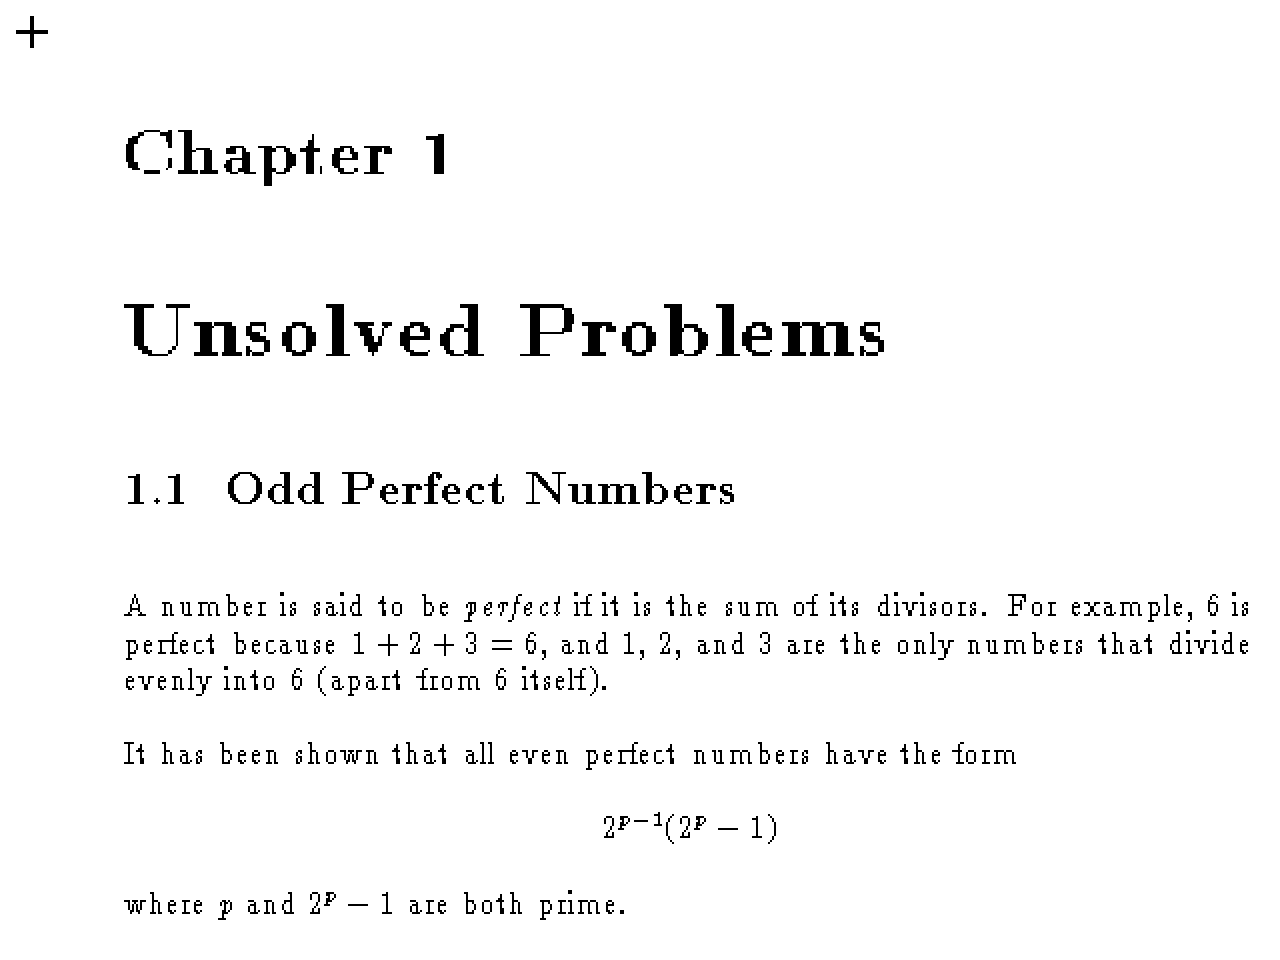 +
Chapter 1
Unsolved Problems
1.1 Odd Perfect Numbers
A number is said to be perfect if it is the sum of its divisors. For example, 6 is
perfect because 1 + 2 + 3 = 6, and 1, 2, and 3 are the only numbers that divide
evenly into 6 (apart from 6 itself).
It has been shown that all even perfect numbers have the form
2^{p−1}(2^p − 1)
where p and 2^p − 1 are both prime.